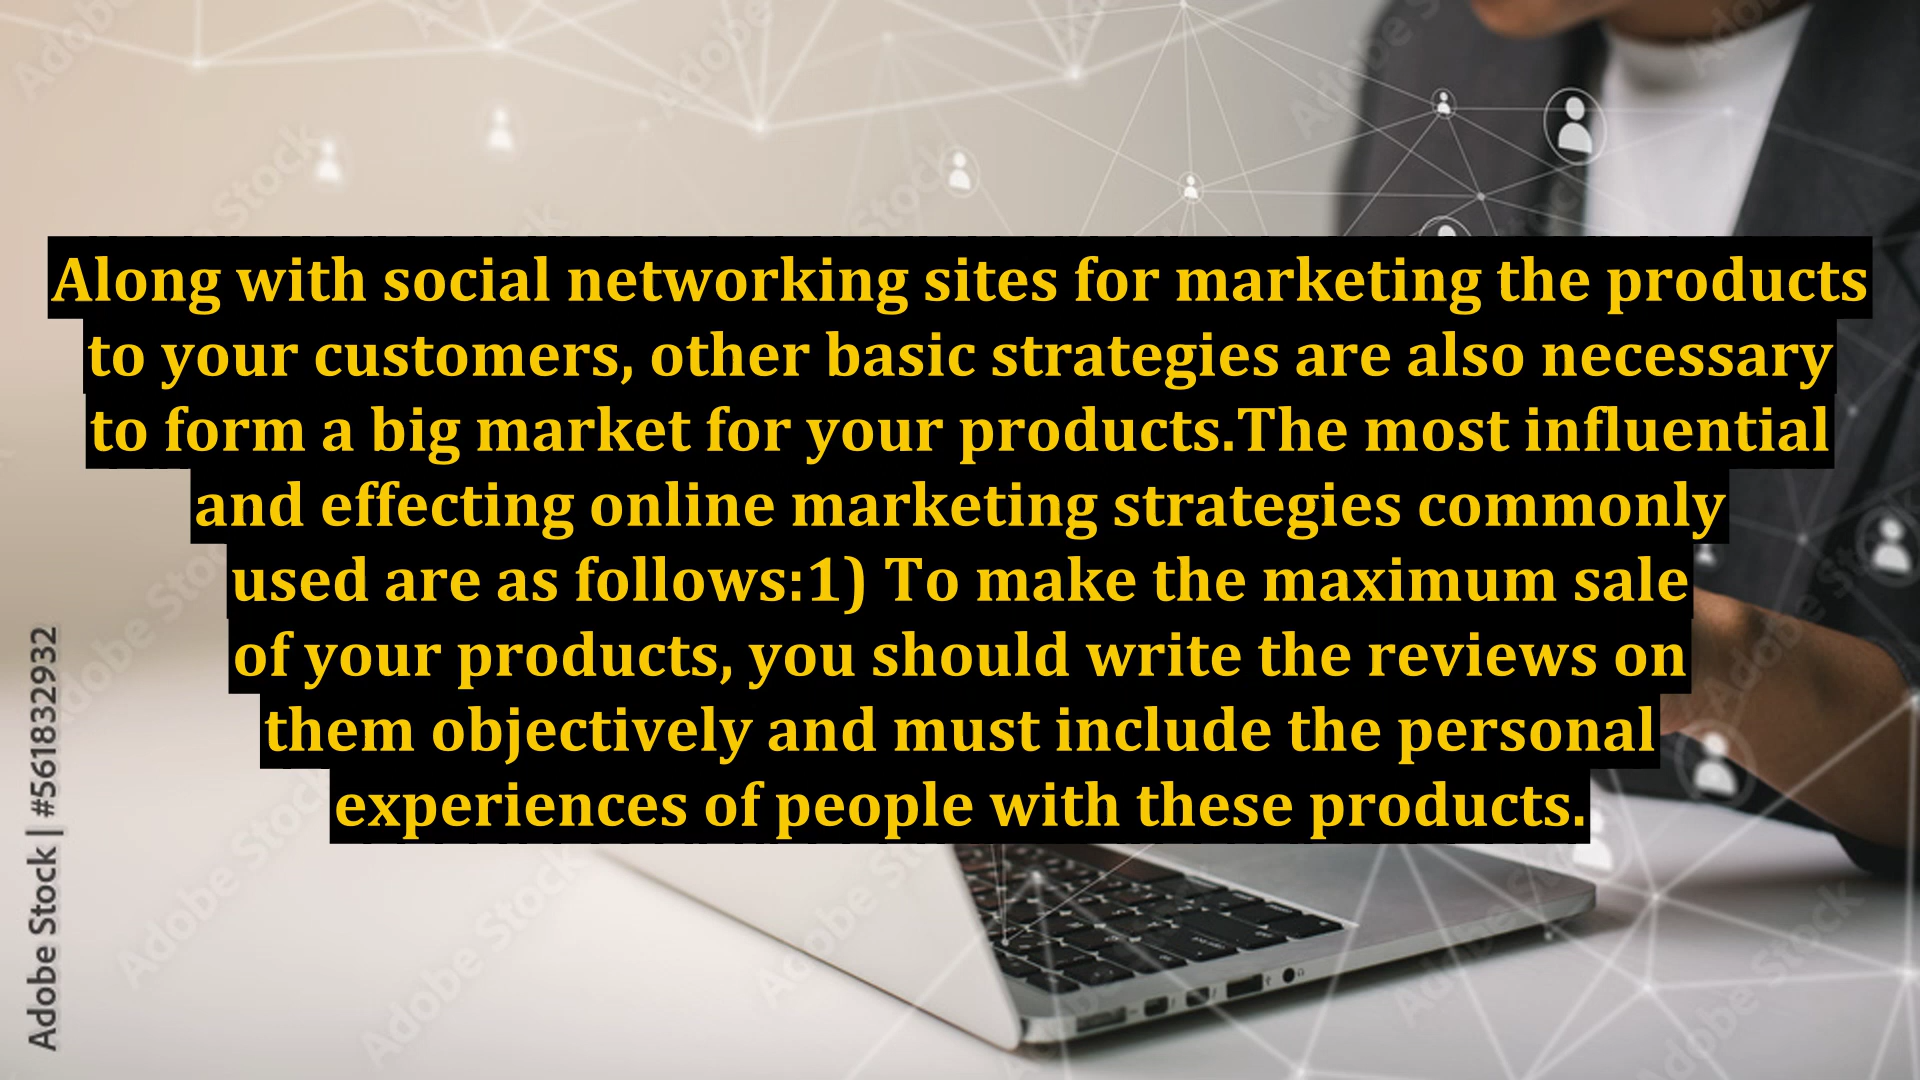 Along with social networking sites for marketing the products
to your customers, other basic strategies are also necessary
to form a big market for your products.The most influential
and effecting online marketing strategies commonly
used are as follows:1) To make the maximum sale
of your products, you should write the reviews on
them objectively and must include the personal
experiences of people with these products.
Adobe Stock | #561832932